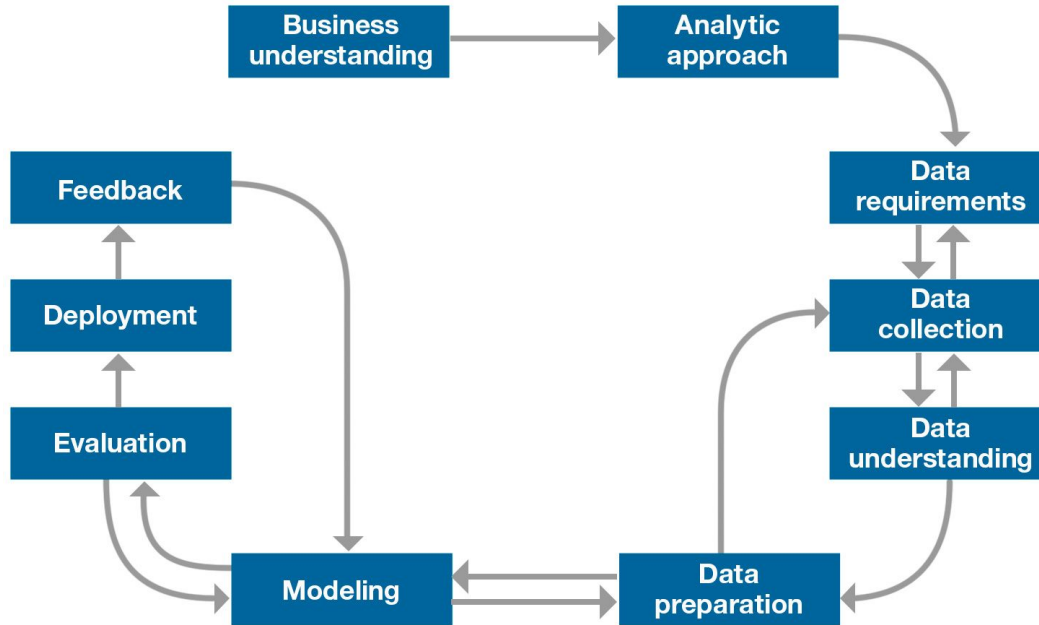 Business
understanding
Analytic
approach
Data
requirements
Data
collection
Data
understanding
Data
preparation
Modeling
Evaluation
Deployment
Feedback